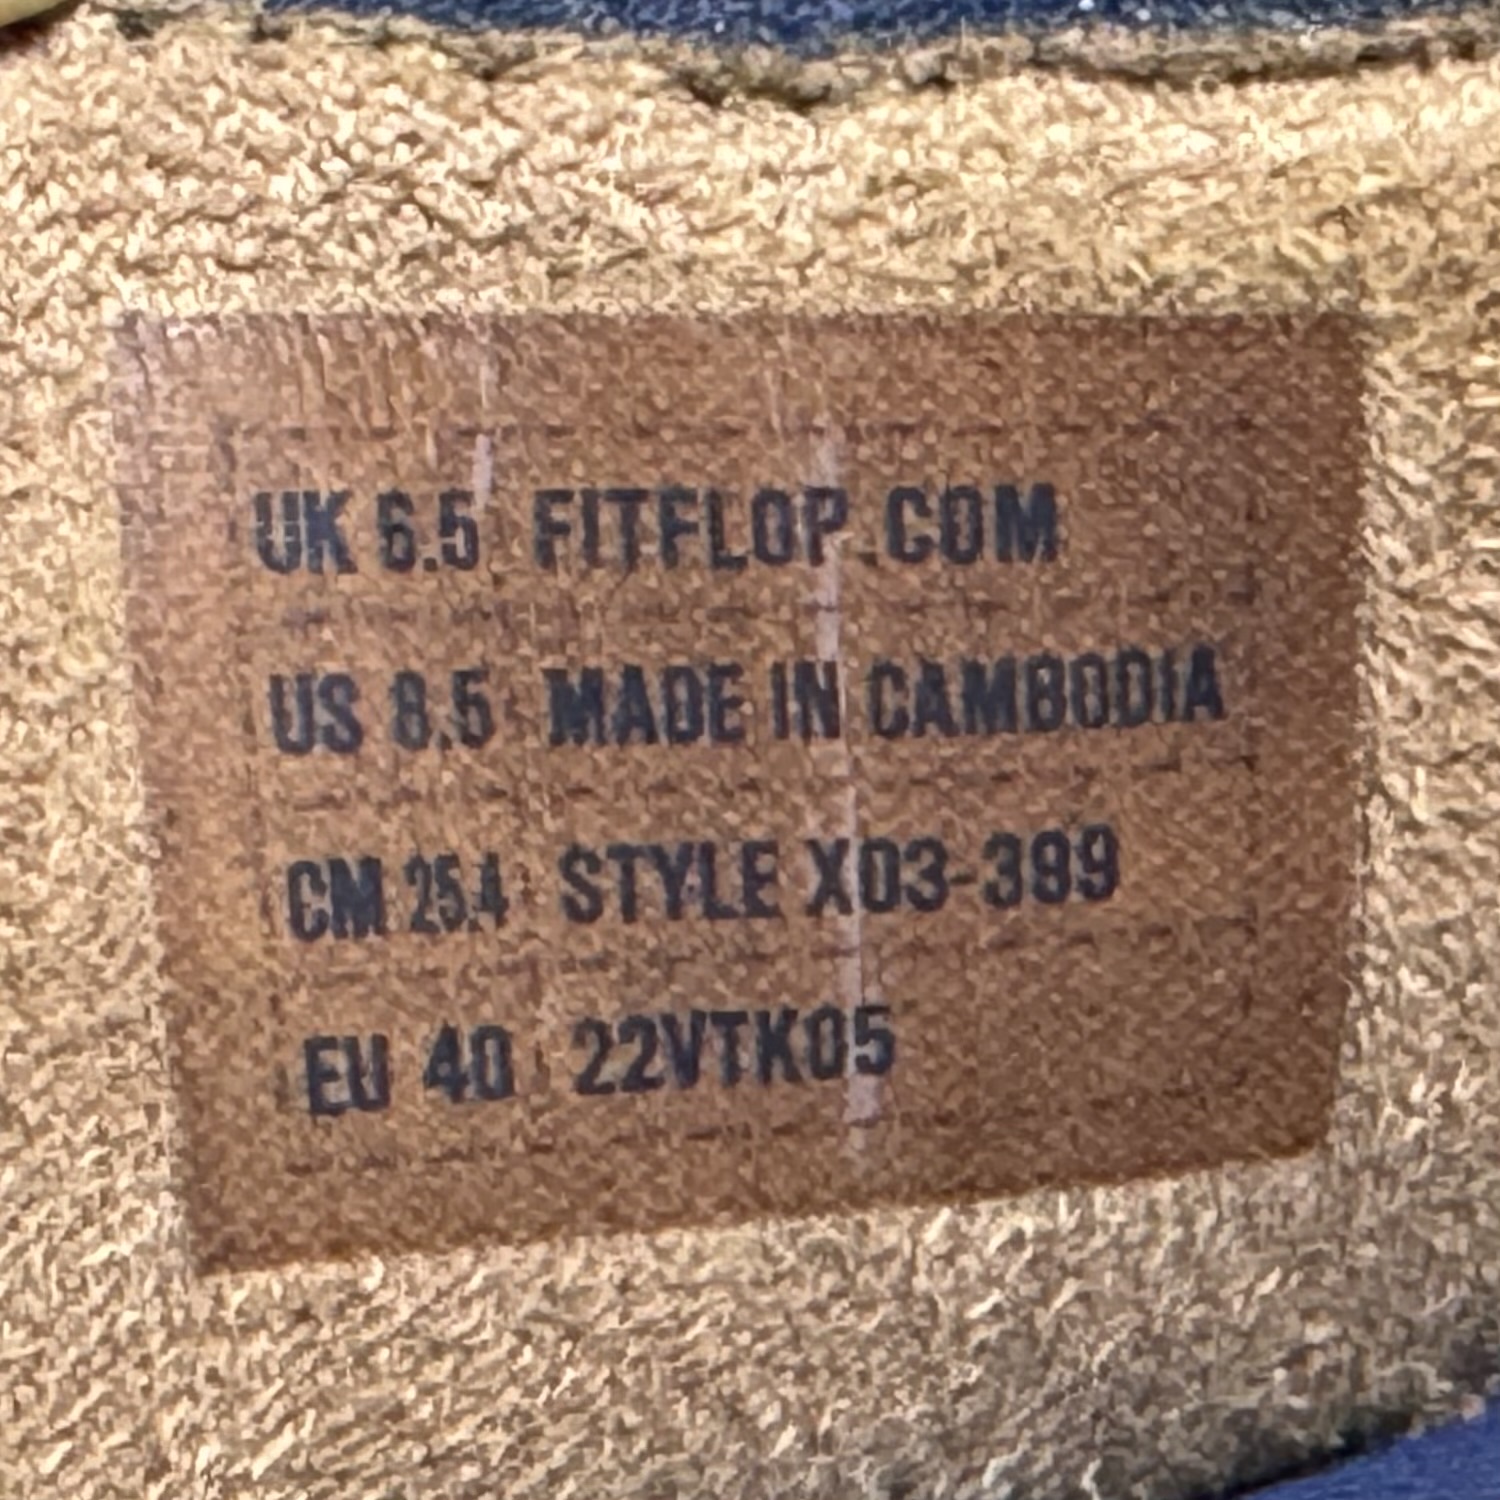 UK 6.5 FITFLOP.COM
US 8.5 MADE IN CAMBODIA
CM 25.4 STYLE X03-399
EU 40 22VTK05